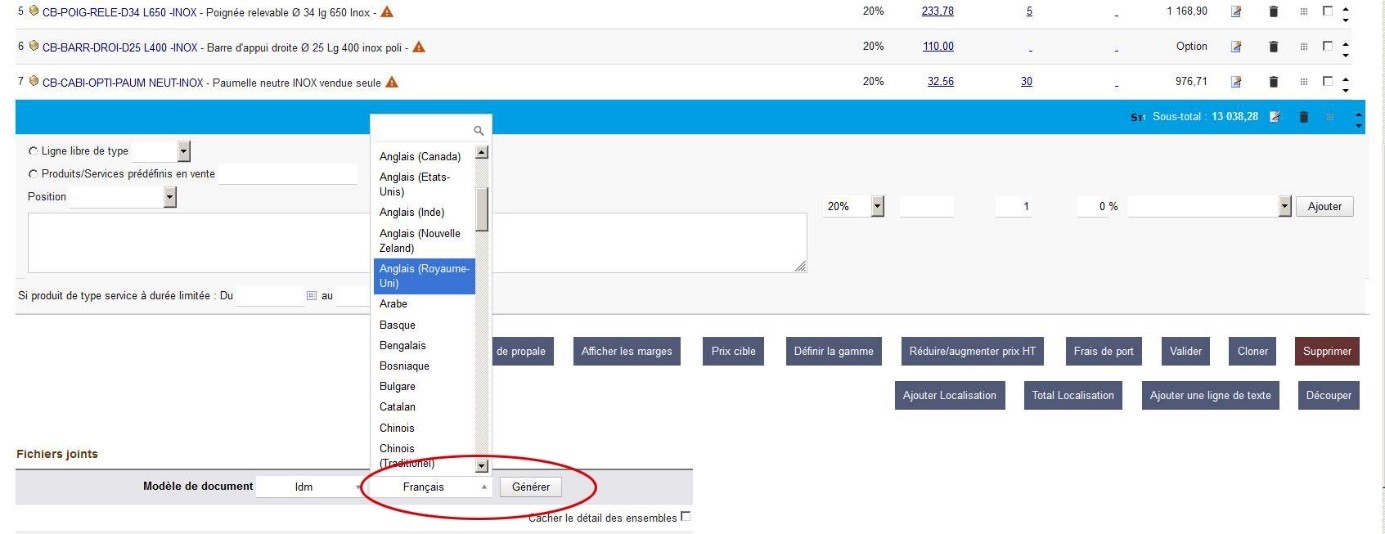 5 CB-POIG-RELE-D34 L650 -INOX - Poignée relevable Ø 34 lg 650 Inox - 20% 233.78 5 - 1 168,90
6 CB-BARR-DROI-D25 L400 -INOX - Barre d'appui droite Ø 25 Lg 400 inox poli - 20% 110.00 - - Option
7 CB-CABI-OPTI-PAUM NEUT-INOX - Paumelle neutre INOX vendue seule 20% 32.56 30 - 976,71
Sous-total : 13 038,28
Ligne libre de type
Produits/Services prédéfinis en vente
Position
20% 1 0 % Ajouter
Si produit de type service à durée limitée : Du au
Anglais (Canada)
Anglais (Etats-
Unis)
Anglais (Inde)
Anglais (Nouvelle
Zeland)
Anglais (Royaume-
Uni)
Arabe
Basque
Bengalais
Bosniaque
Bulgare
Catalan
Chinois
Chinois
(Traditionel)
de propale Afficher les marges Prix cible Définir la gamme Réduire/augmenter prix HT Frais de port Valider Cloner Supprimer
Ajouter Localisation Total Localisation Ajouter une ligne de texte Découper
Fichiers joints
Modèle de document ldm Français Générer
Cacher le détail des ensembles